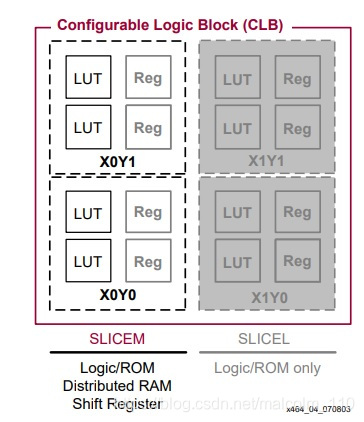 Configurable Logic Block (CLB)
LUT Reg LUT Reg
LUT Reg LUT Reg
X0Y1 X1Y1
LUT Reg LUT Reg
LUT Reg LUT Reg
X0Y0 X1Y0
SLICEM SLICEL
Logic/ROM Logic/ROM only
Distributed RAM
Shift Register
https://blog.csdn.net/malcolm_110
x464_04_070803